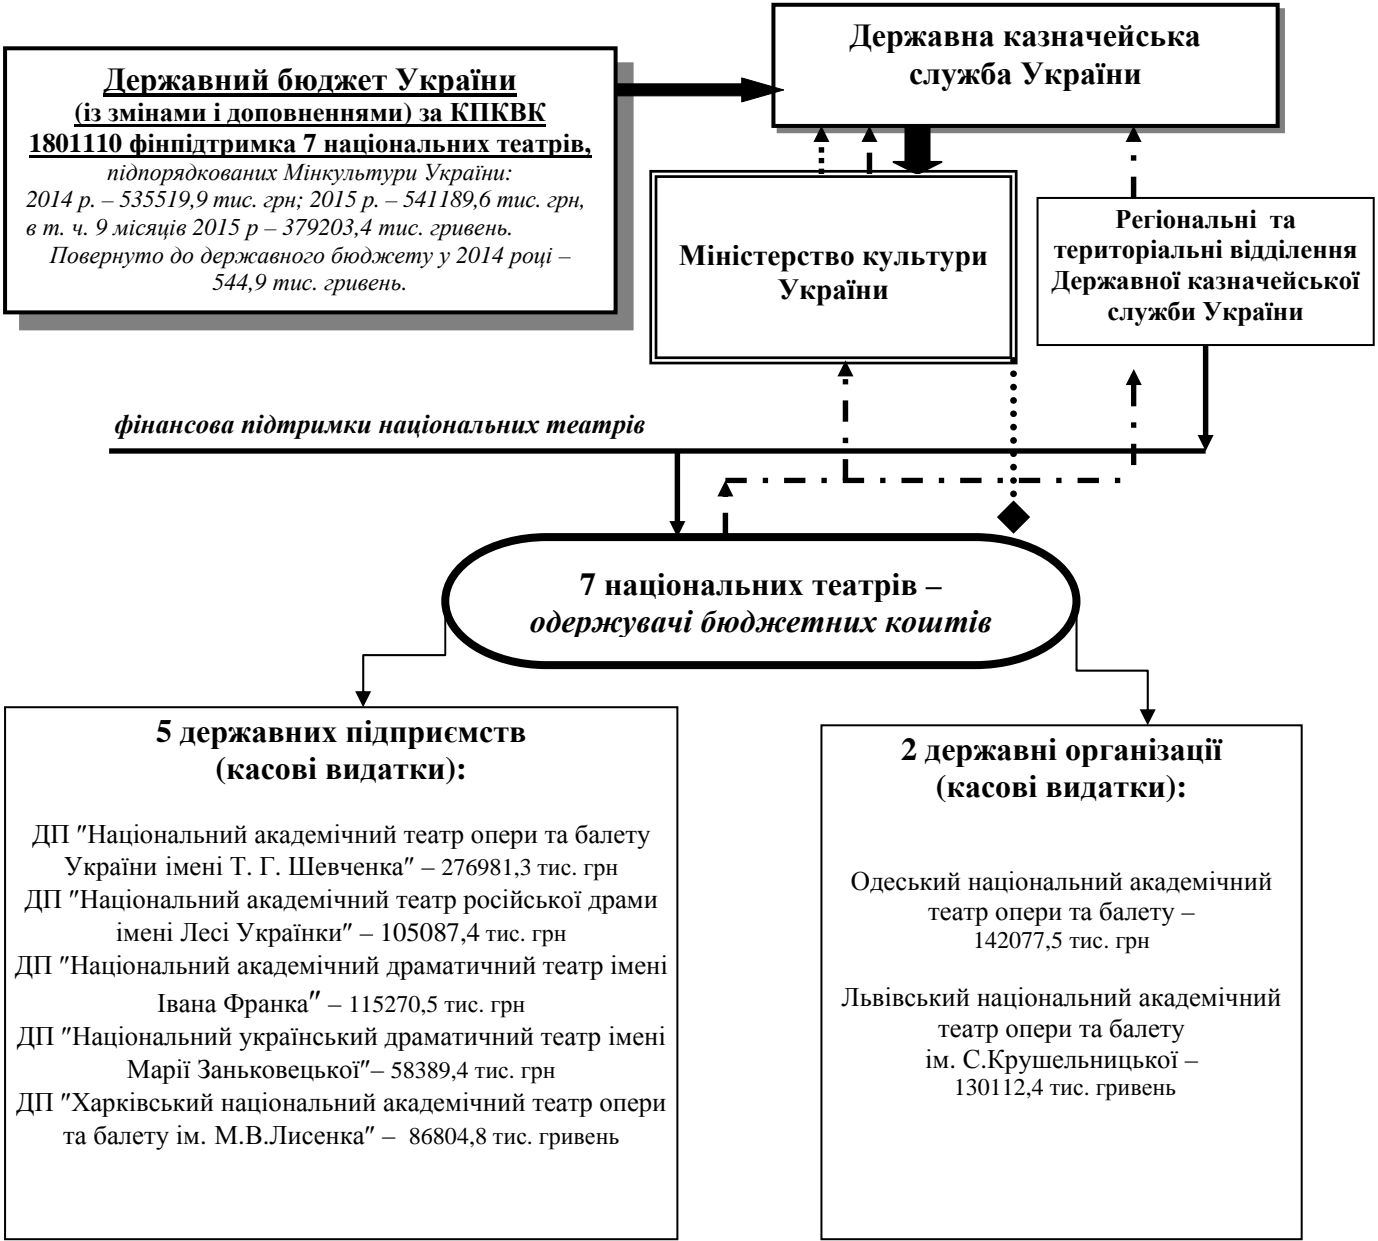 Державна казначейська
служба України
Державний бюджет України
(із змінами і доповненнями) за КПКВК
1801110 фінпідтримка 7 національних театрів,
підпорядкованих Мінкультури України:
2014 р. – 535519,9 тис. грн; 2015 р. – 541189,6 тис. грн,
в т. ч. 9 місяців 2015 р – 379203,4 тис. гривень.
Повернуто до державного бюджету у 2014 році –
544,9 тис. гривень.
Міністерство культури
України
Регіональні та
територіальні відділення
Державної казначейської
служби України
фінансова підтримки національних театрів
7 національних театрів –
одержувачі бюджетних коштів
5 державних підприємств
(касові видатки):
ДП "Національний академічний театр опери та балету
України імені Т. Г. Шевченка" – 276981,3 тис. грн
ДП "Національний академічний театр російської драми
імені Лесі Українки" – 105087,4 тис. грн
ДП "Національний академічний драматичний театр імені
Івана Франка" – 115270,5 тис. грн
ДП "Національний український драматичний театр імені
Марії Заньковецької"– 58389,4 тис. грн
ДП "Харківський національний академічний театр опери
та балету ім. М.В.Лисенка" – 86804,8 тис. гривень
2 державні організації
(касові видатки):
Одеський національний академічний
театр опери та балету –
142077,5 тис. грн
Львівський національний академічний
театр опери та балету
ім. С.Крушельницької –
130112,4 тис. гривень